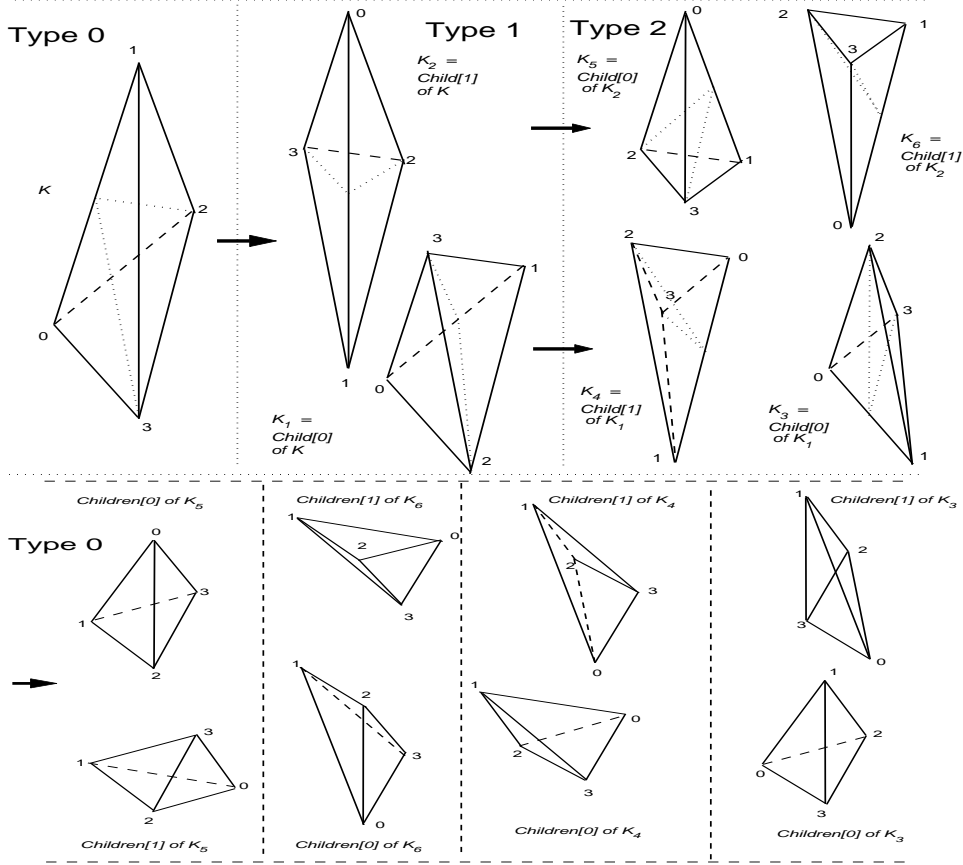 Type 0
1
K
2
0
3
0
Type 1
K2 =
Child[1]
of K
3
2
1
3
1
0
2
K1 =
Child[0]
of K
Type 2
0
K5 =
Child[0]
of K2
2
1
3
2
1
3
K6 =
Child[1]
of K2
0
2
0
3
K4 =
Child[1]
of K1
1
2
3
0
K3 =
Child[0]
of K1
1
Children[0] of K5
Type 0
0
3
1
2
3
1
0
2
Children[1] of K5
Children[1] of K6
1
2
0
3
1
2
3
0
Children[0] of K6
Children[1] of K4
1
2
3
0
1
0
2
3
Children[0] of K4
1
Children[1] of K3
2
3
0
1
2
0
3
Children[0] of K3